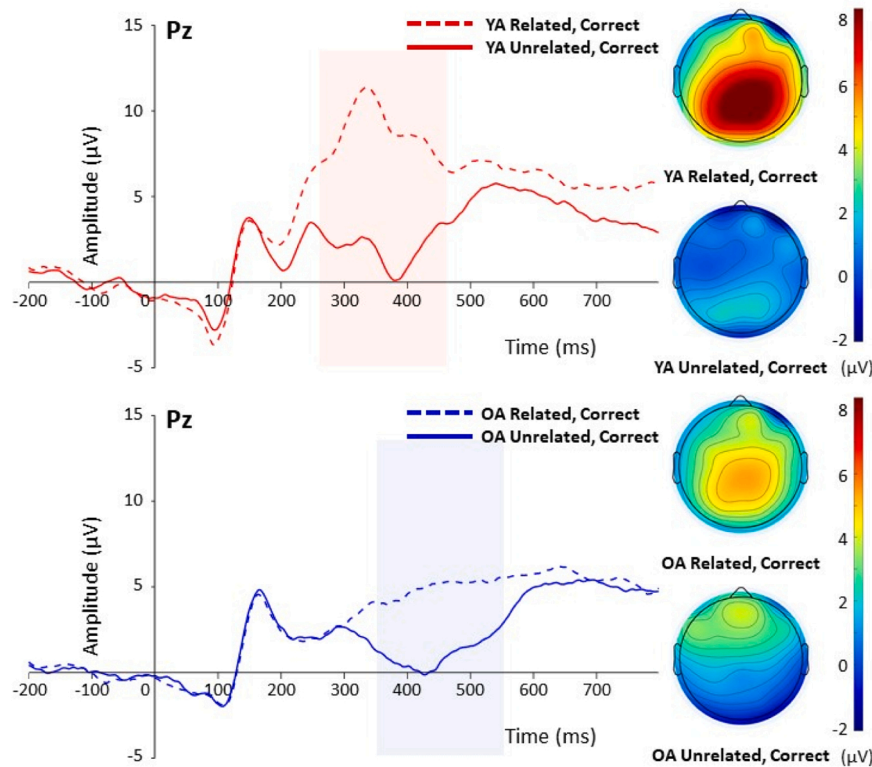 Pz
YA Related, Correct
YA Unrelated, Correct
15
10
5
-5
Amplitude (µV)
-200 -100 0 100 200 300 400 500 600 700
Time (ms)
YA Related, Correct
YA Unrelated, Correct (µV)
8
6
4
2
0
-2
Pz
OA Related, Correct
OA Unrelated, Correct
15
10
5
-5
Amplitude (µV)
-200 -100 0 100 200 300 400 500 600 700
Time (ms)
OA Related, Correct
OA Unrelated, Correct (µV)
8
6
4
2
0
-2